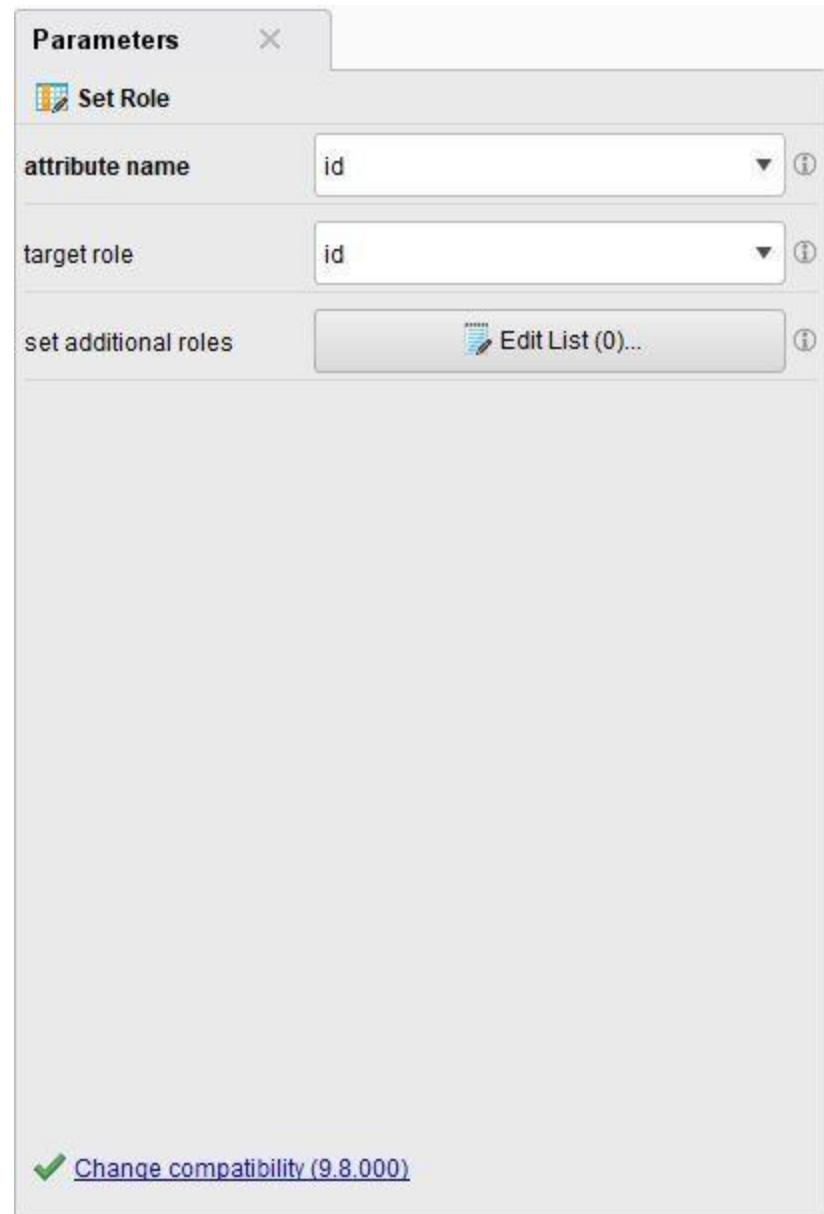 Parameters
Set Role
attribute name id
target role id
set additional roles Edit List (0)...
Change compatibility (9.8.000)